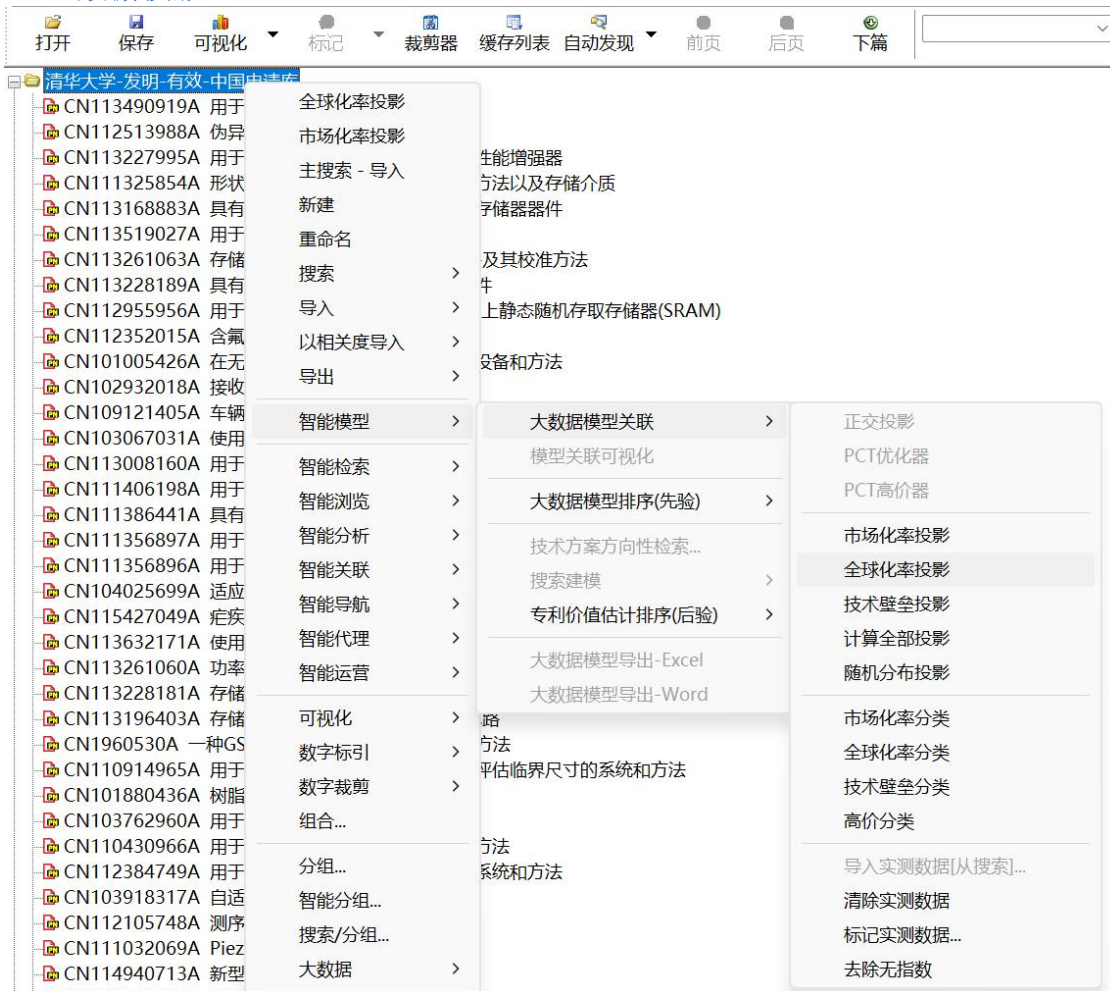 打开 保存 可视化 标记 裁剪器 缓存列表 自动发现 前页 后页 下篇
清华大学-发明-有效-中国申请库
CN113490919A 用于
CN112513988A 伪异
CN113227995A 用于 性能增强器
CN111325854A 形状 方法以及存储介质
CN113168883A 具有 存储器器件
CN113519027A 用于
CN113261063A 存储 及其校准方法
CN113228189A 具有 件
CN112955956A 用于 上静态随机存取存储器(SRAM)
CN112352015A 含氟
CN101005426A 在无 设备和方法
CN102932018A 接收
CN109121405A 车辆
CN103067031A 使用
CN113008160A 用于
CN111406198A 用于
CN111386441A 具有
CN111356897A 用于
CN111356896A 用于
CN104025699A 适应
CN115427049A 疟疾
CN113632171A 使用
CN113261060A 功率
CN113228181A 存储
CN113196403A 存储 路
CN1960530A 一种GS 方法
CN110914965A 用于 评估临界尺寸的系统和方法
CN101880436A 树脂
CN103762960A 用于
CN110430966A 用于 方法
CN112384749A 用于 系统和方法
CN103918317A 自适
CN112105748A 测序
CN111032069A Piez
CN114940713A 新型
全球化率投影
市场化率投影
主搜索 - 导入
新建
重命名
搜索
导入
以相关度导入
导出
智能模型
智能检索
智能浏览
智能分析
智能关联
智能导航
智能代理
智能运营
可视化
数字标引
数字裁剪
组合...
分组...
智能分组...
搜索/分组...
大数据
大数据模型关联
模型关联可视化
大数据模型排序(先验)
技术方案方向性检索...
搜索建模
专利价值估计排序(后验)
大数据模型导出-Excel
大数据模型导出-Word
正交投影
PCT优化器
PCT高价器
市场化率投影
全球化率投影
技术壁垒投影
计算全部投影
随机分布投影
市场化率分类
全球化率分类
技术壁垒分类
高价分类
导入实测数据[从搜索]...
清除实测数据
标记实测数据...
去除无指数